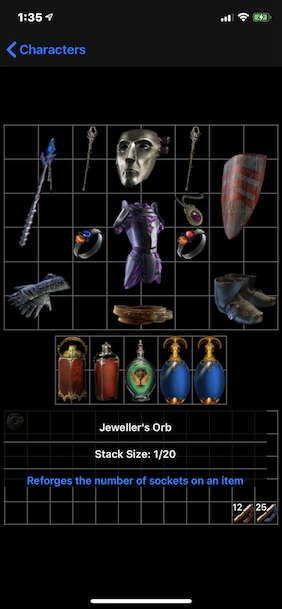 1:35
Characters
Jeweller's Orb
Stack Size: 1/20
Reforges the number of sockets on an item
12 25